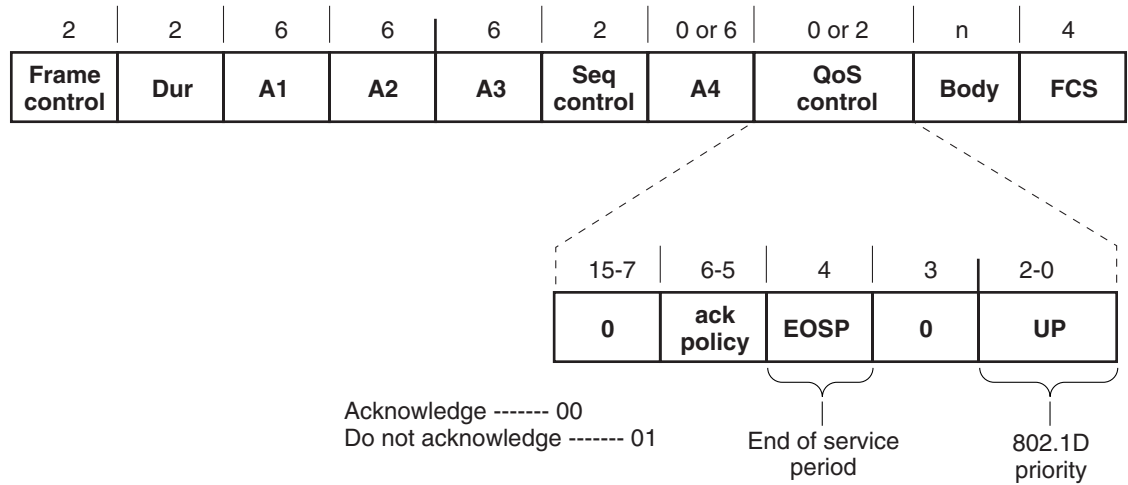 2 2 6 6 6 2 0 or 6 0 or 2 n 4
Frame control Dur A1 A2 A3 Seq control A4 QoS control Body FCS
15-7 6-5 4 3 2-0
0 ack policy EOSP 0 UP
Acknowledge ------- 00
Do not acknowledge ------- 01
End of service
period
802.1D
priority